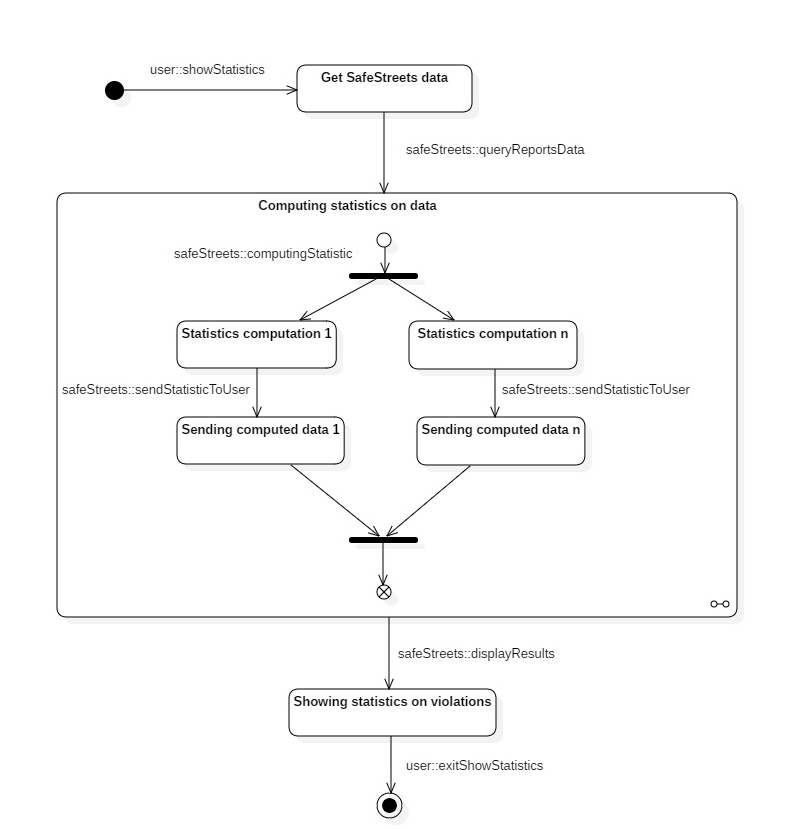 user::showStatistics
Get SafeStreets data
safeStreets::queryReportsData
Computing statistics on data
safeStreets::computingStatistic
Statistics computation 1
Statistics computation n
safeStreets::sendStatisticToUser
safeStreets::sendStatisticToUser
Sending computed data 1
Sending computed data n
safeStreets::displayResults
Showing statistics on violations
user::exitShowStatistics